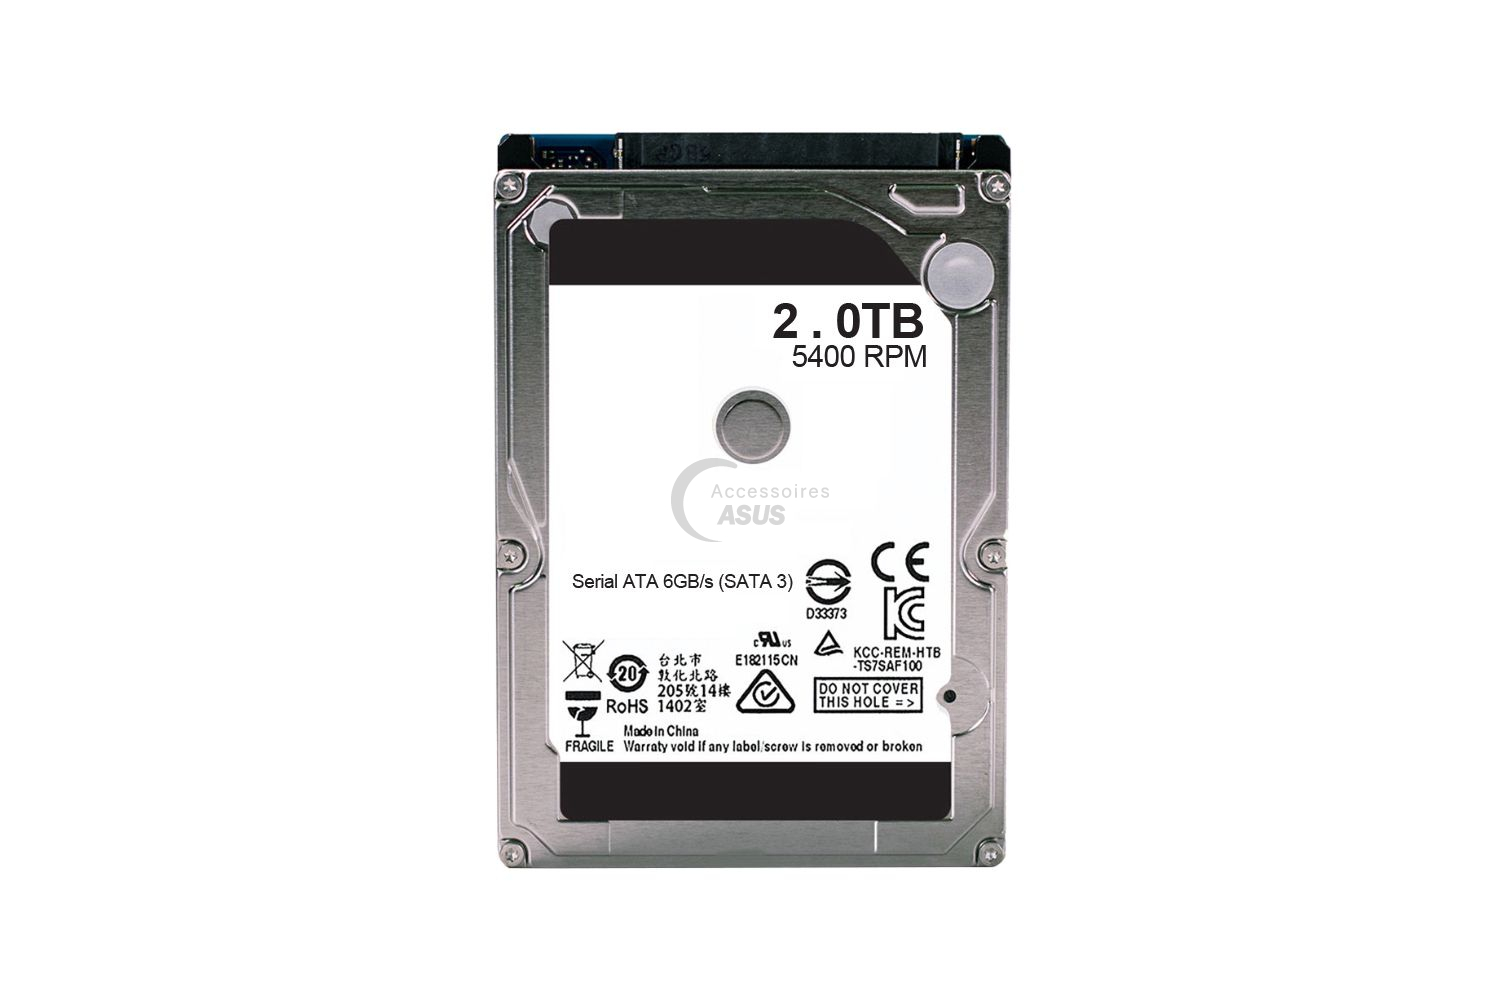 2 . 0TB
5400 RPM
Accessoires
ASUS
Serial ATA 6GB/s (SATA 3)
CE
D33373
KC
KCC-REM-HTB
-TS7SAF100
c RU us
E182115CN
20
RoHS
台北市
敦化北路
205號14樓
1402室
DO NOT COVER
THIS HOLE =>
FRAGILE
Made in China
Warraty void if any label/screw is removed or broken